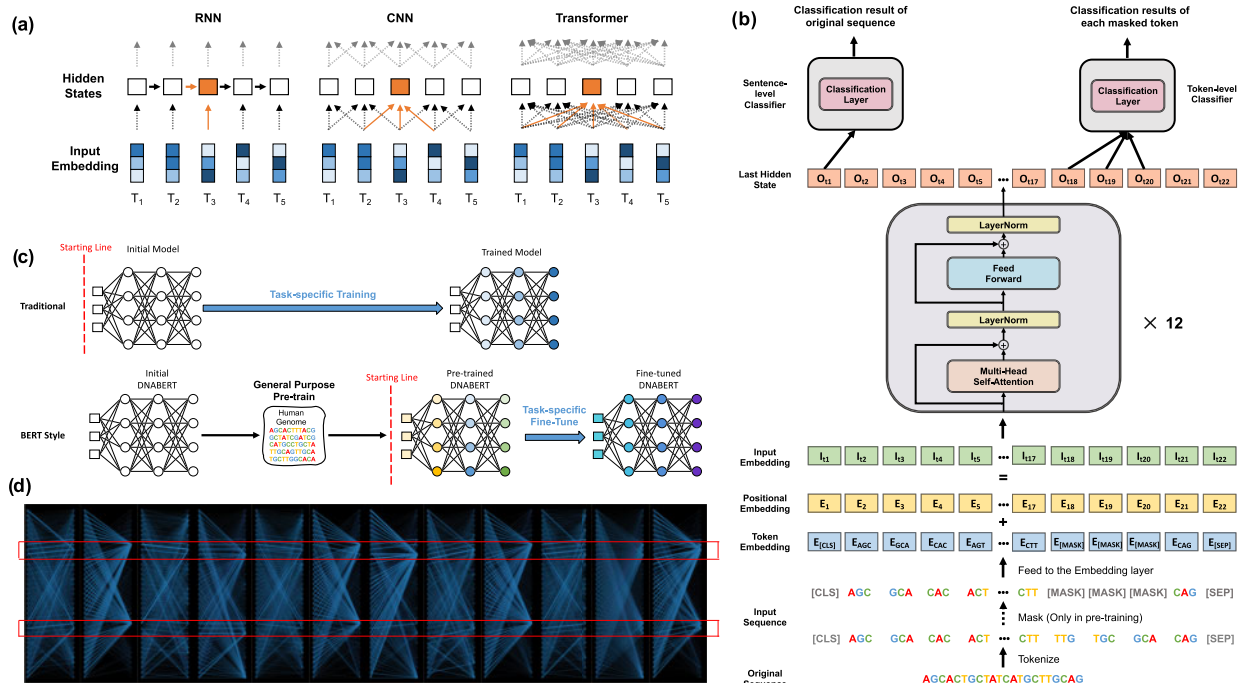 (a)
RNN
CNN
Transformer
Hidden
States
Input
Embedding
T1 T2 T3 T4 T5
T1 T2 T3 T4 T5
T1 T2 T3 T4 T5
(c)
Starting Line
Initial Model
Trained Model
Traditional
Task-specific Training
Initial
DNABERT
General Purpose
Pre-train
Starting Line
Pre-trained
DNABERT
Fine-tuned
DNABERT
BERT Style
Human
Genome
AGCACTTTACG
GCTATCGATCG
CATGCCTGCTA
TTGCAGTTGCA
TGCTTGGCACA
Task-specific
Fine-Tune
(d)
(b)
Classification result of
original sequence
Classification results of
each masked token
Sentence-
level
Classifier
Classification
Layer
Classification
Layer
Token-level
Classifier
Last Hidden
State
Ot1 Ot2 Ot3 Ot4 Ot5 ... Ot17 Ot18 Ot19 Ot20 Ot21 Ot22
LayerNorm
+
Feed
Forward
LayerNorm
+
Multi-Head
Self-Attention
× 12
Input
Embedding
It1 It2 It3 It4 It5 ... It17 It18 It19 It20 It21 It22
=
Positional
Embedding
E1 E2 E3 E4 E5 ... E17 E18 E19 E20 E21 E22
+
Token
Embedding
E[CLS] EAGC EGCA ECAC EAGT ... ECTT E[MASK] E[MASK] E[MASK] ECAG E[SEP]
Feed to the Embedding layer
[CLS] AGC GCA CAC ACT ... CTT [MASK] [MASK] [MASK] CAG [SEP]
Input
Sequence
Mask (Only in pre-training)
[CLS] AGC GCA CAC ACT ... CTT TTG TGC GCA CAG [SEP]
Tokenize
Original
Sequence
AGCACTGCTATCATGCTTGCAG